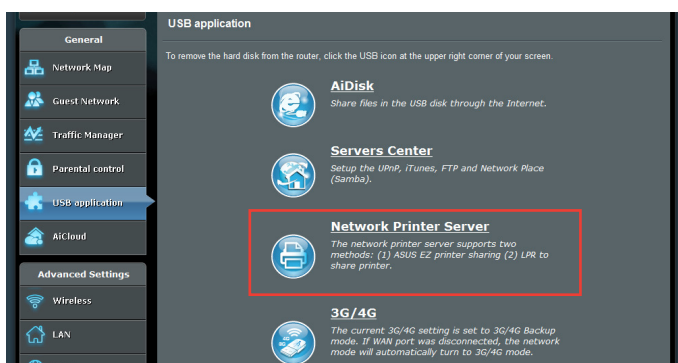 General
Network Map
Guest Network
Traffic Manager
Parental control
USB application
AiCloud
Advanced Settings
Wireless
LAN
USB application
To remove the hard disk from the router, click the USB icon at the upper right corner of your screen.
AiDisk
Share files in the USB disk through the Internet.
Servers Center
Setup the UPnP, iTunes, FTP and Network Place
(Samba).
Network Printer Server
The network printer server supports two
methods: (1) ASUS EZ printer sharing (2) LPR to
share printer.
3G/4G
The current 3G/4G setting is set to 3G/4G Backup
mode. If WAN port was disconnected, the network
mode will automatically turn to 3G/4G mode.